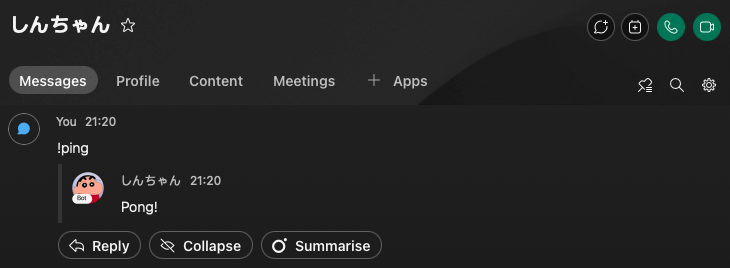 しんちゃん
Messages Profile Content Meetings + Apps
You 21:20
!ping
しんちゃん 21:20
Bot
Pong!
Reply Collapse Summarise